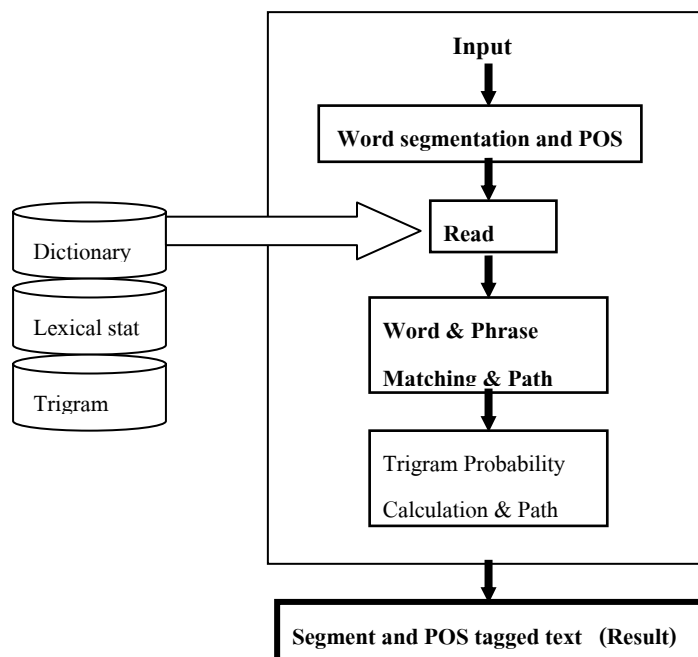 Input
Word segmentation and POS
Read
Dictionary
Lexical stat
Trigram
Word & Phrase
Matching & Path
Trigram Probability
Calculation & Path
Segment and POS tagged text (Result)